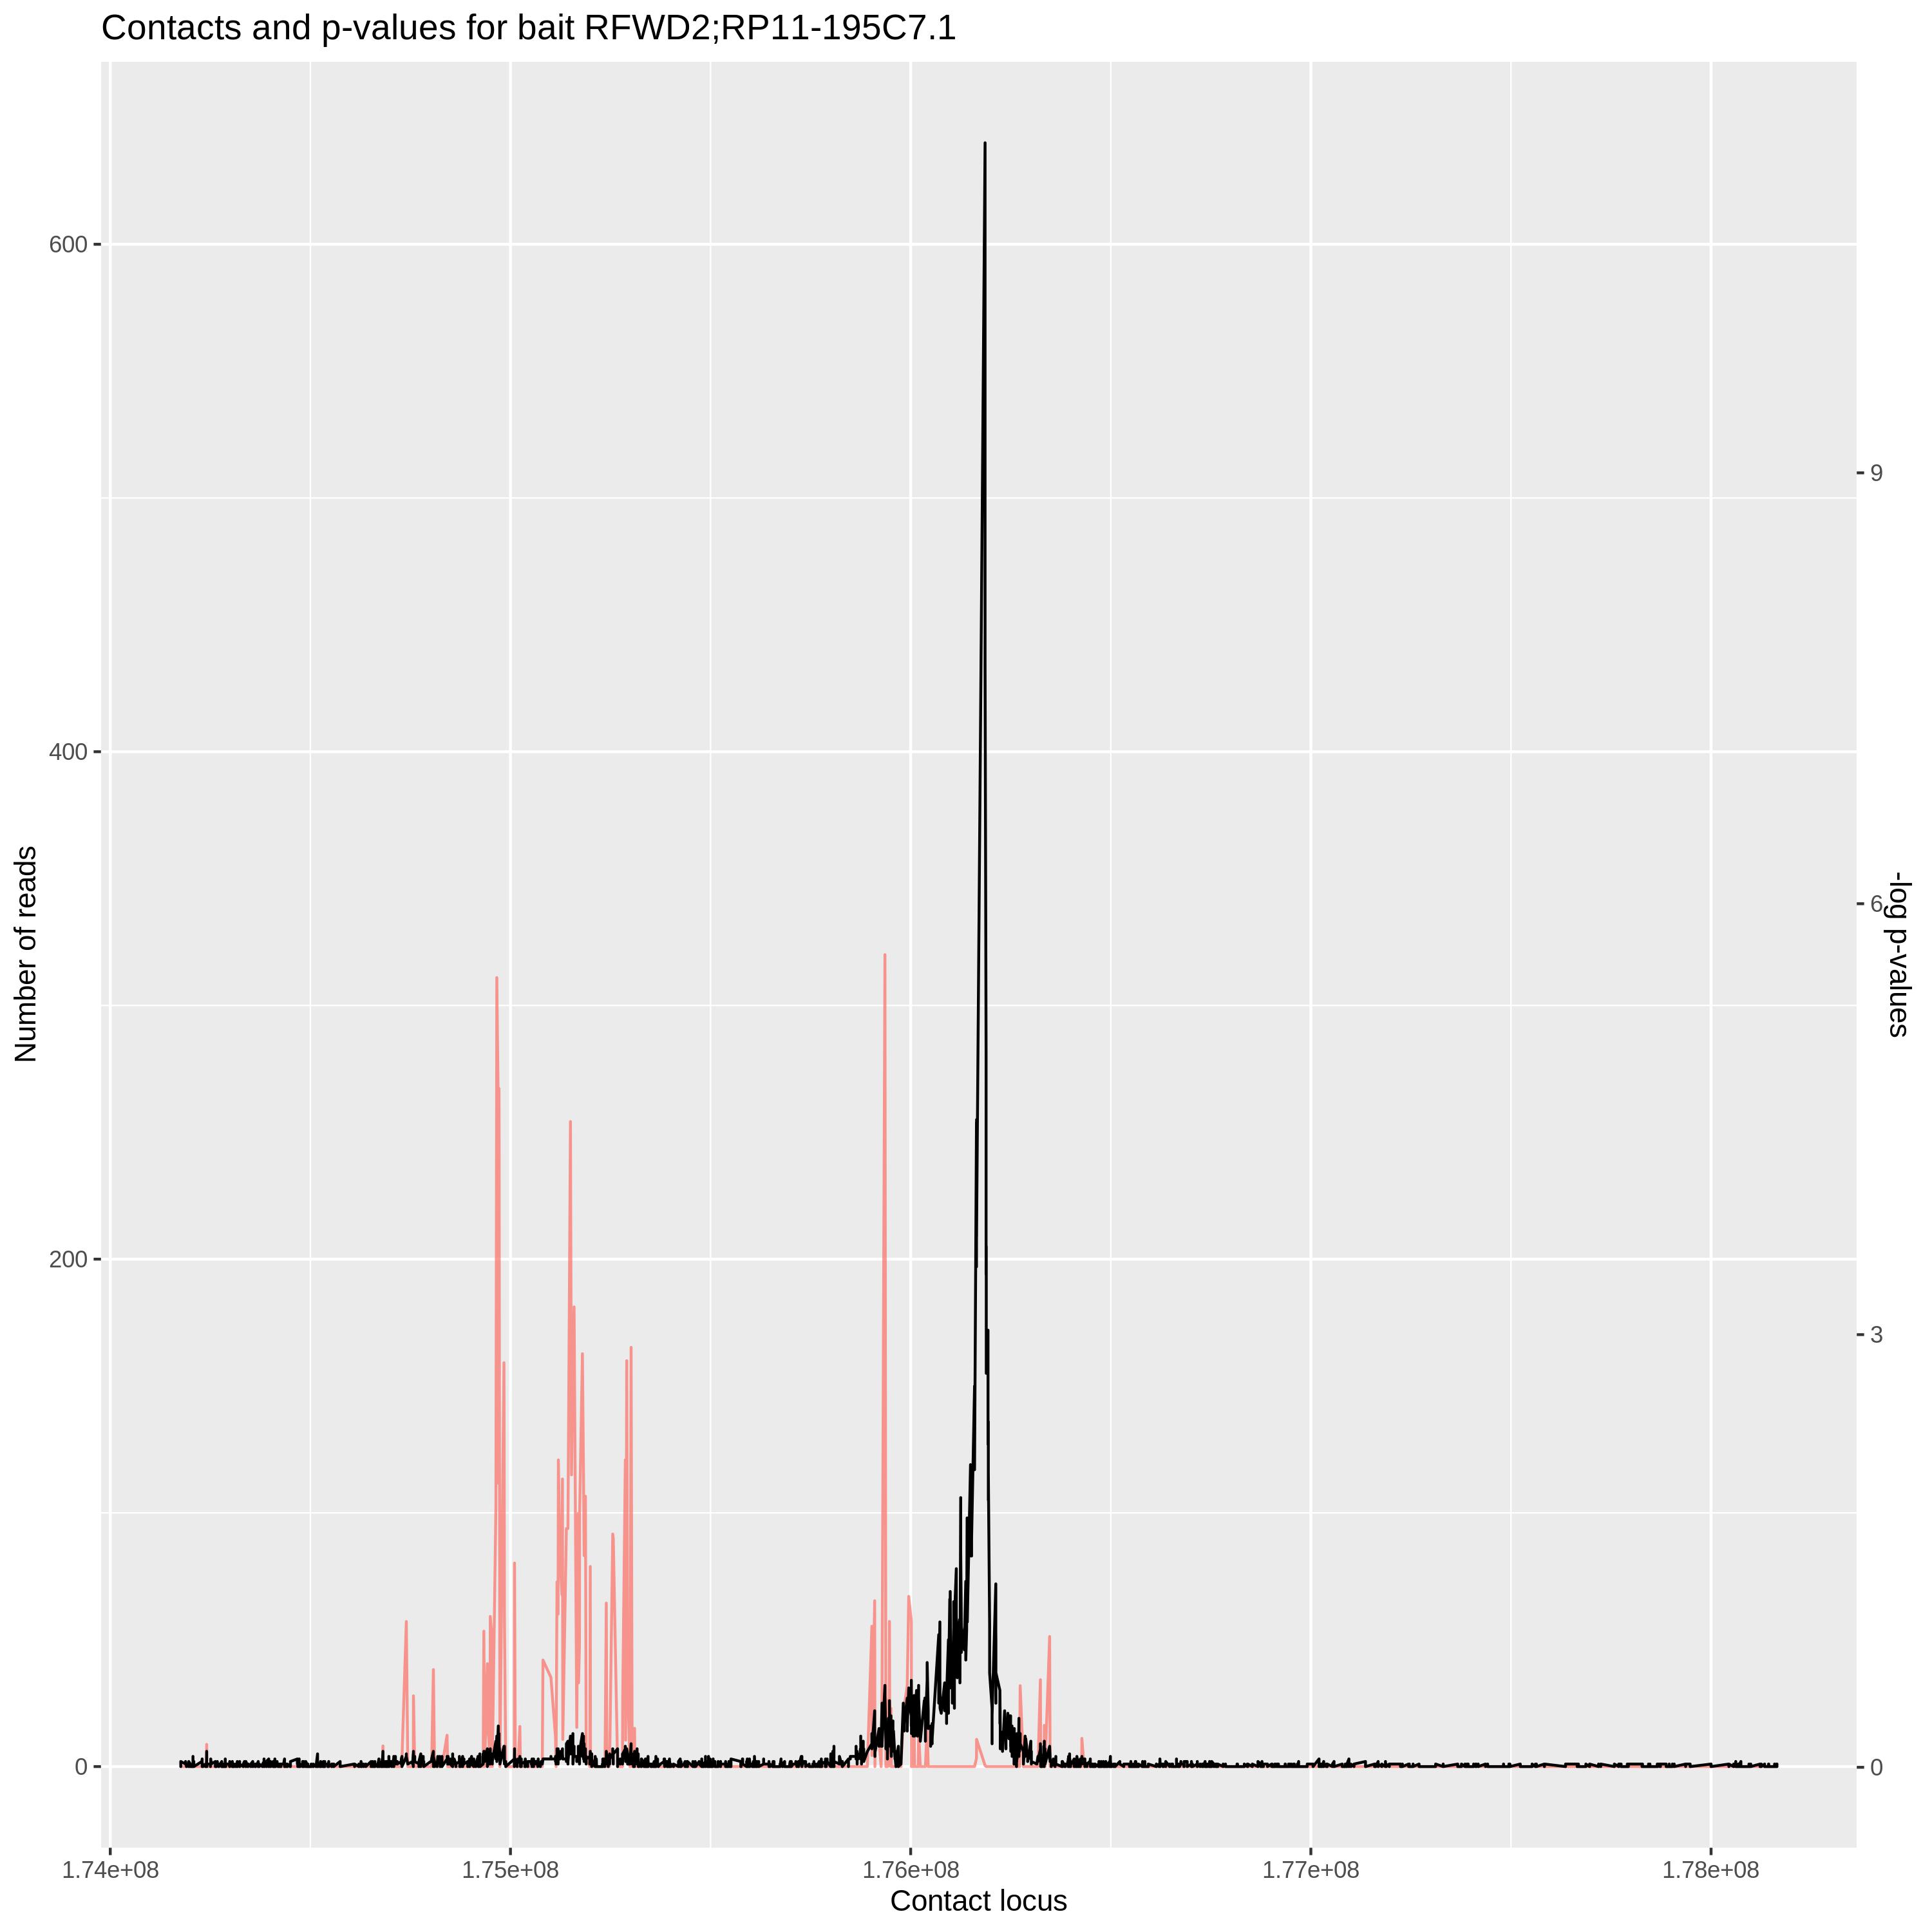 Contacts and p-values for bait RFWD2;RP11-195C7.1
600
400
200
0
Number of reads
9
6
3
0
-log p-values
1.74e+08 1.75e+08 1.76e+08 1.77e+08 1.78e+08
Contact locus